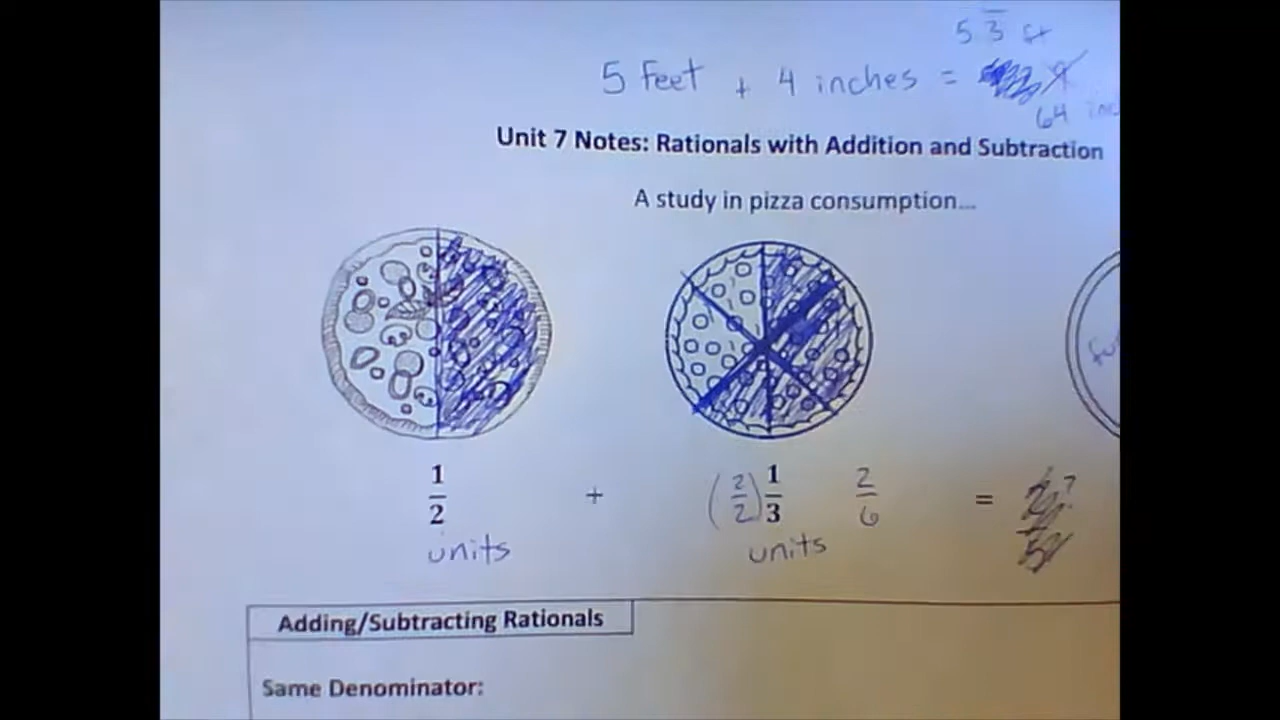 5 1/3 ft
5 Feet + 4 inches =
64 inc
Unit 7 Notes: Rationals with Addition and Subtraction
A study in pizza consumption...
1/2 + (2/2) 1/3 2/6 =
units units
Adding/Subtracting Rationals
Same Denominator: